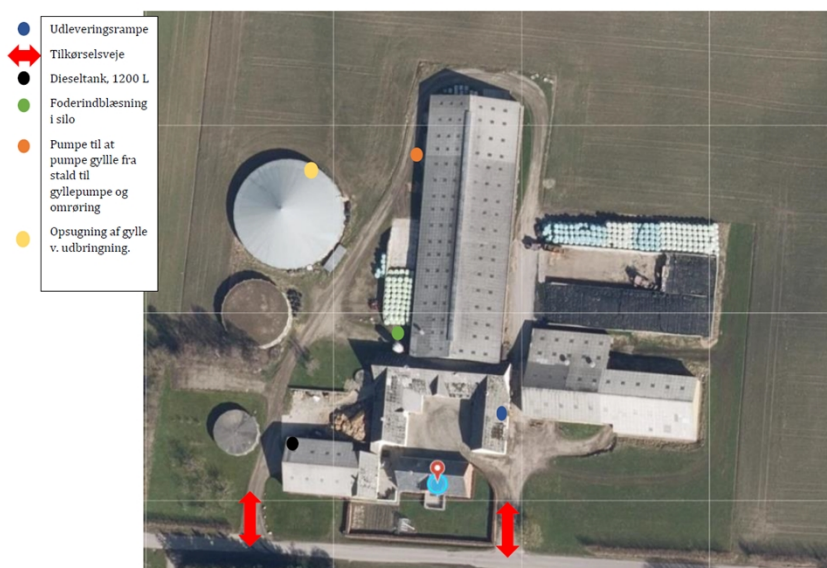 Udleveringsrampe
Tilkørselsveje
Dieseltank, 1200 L
Foderindblæsning
i silo
Pumpe til at
pumpe gyllle fra
stald til
gyllepumpe og
omrøring
Opsugning af gylle
v. udbringning.